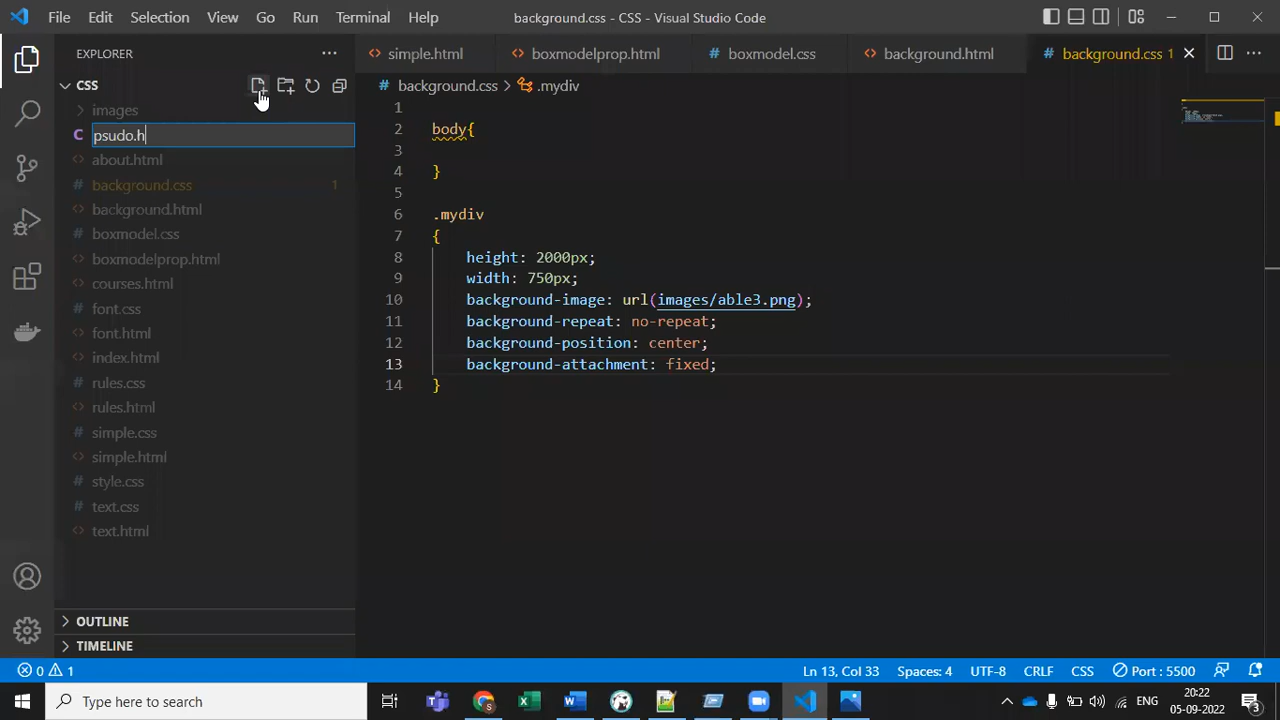 File Edit Selection View Go Run Terminal Help background.css - CSS - Visual Studio Code
EXPLORER
simple.html boxmodelprop.html boxmodel.css background.html background.css 1
CSS
background.css > .mydiv
images
psudo.h
about.html
background.css 1
background.html
boxmodel.css
boxmodelprop.html
courses.html
font.css
font.html
index.html
rules.css
rules.html
simple.css
simple.html
style.css
text.css
text.html
OUTLINE
TIMELINE
1
2 body{
3
4 }
5
6 .mydiv
7 {
8 height: 2000px;
9 width: 750px;
10 background-image: url(images/able3.png);
11 background-repeat: no-repeat;
12 background-position: center;
13 background-attachment: fixed;
14 }
0 1 Ln 13, Col 33 Spaces: 4 UTF-8 CRLF CSS Port : 5500
Type here to search
ENG
20:22
05-09-2022
3